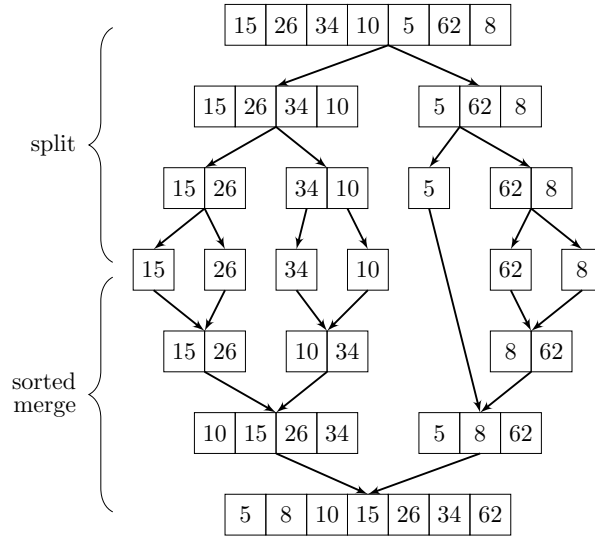 15 26 34 10 5 62 8
15 26 34 10 5 62 8
split
15 26 34 10 5 62 8
15 26 34 10 62 8
15 26 10 34 8 62
sorted
merge
10 15 26 34 5 8 62
5 8 10 15 26 34 62